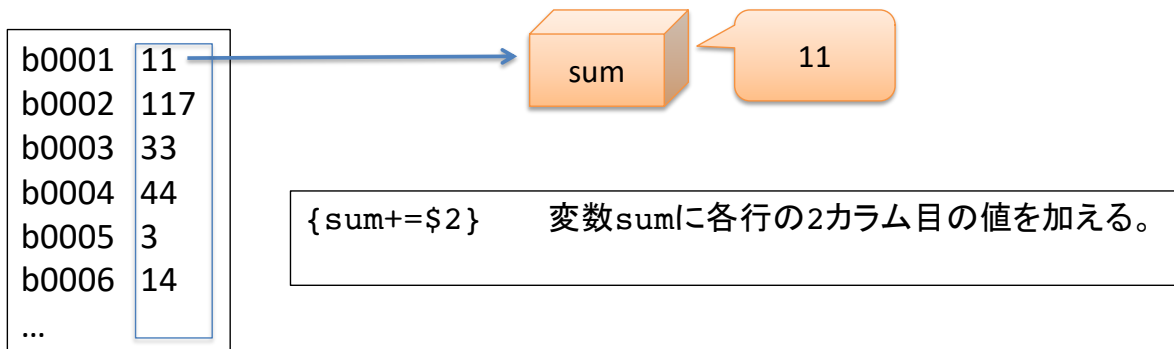 b0001 11
b0002 117
b0003 33
b0004 44
b0005 3
b0006 14
…
sum
11
{sum+=$2} 変数sumに各行の2カラム目の値を加える。